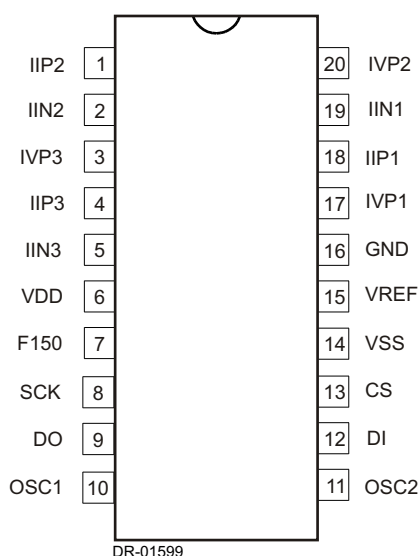 IIP2 1 20 IVP2
IIN2 2 19 IIN1
IVP3 3 18 IIP1
IIP3 4 17 IVP1
IIN3 5 16 GND
VDD 6 15 VREF
F150 7 14 VSS
SCK 8 13 CS
DO 9 12 DI
OSC1 10 11 OSC2
DR-01599